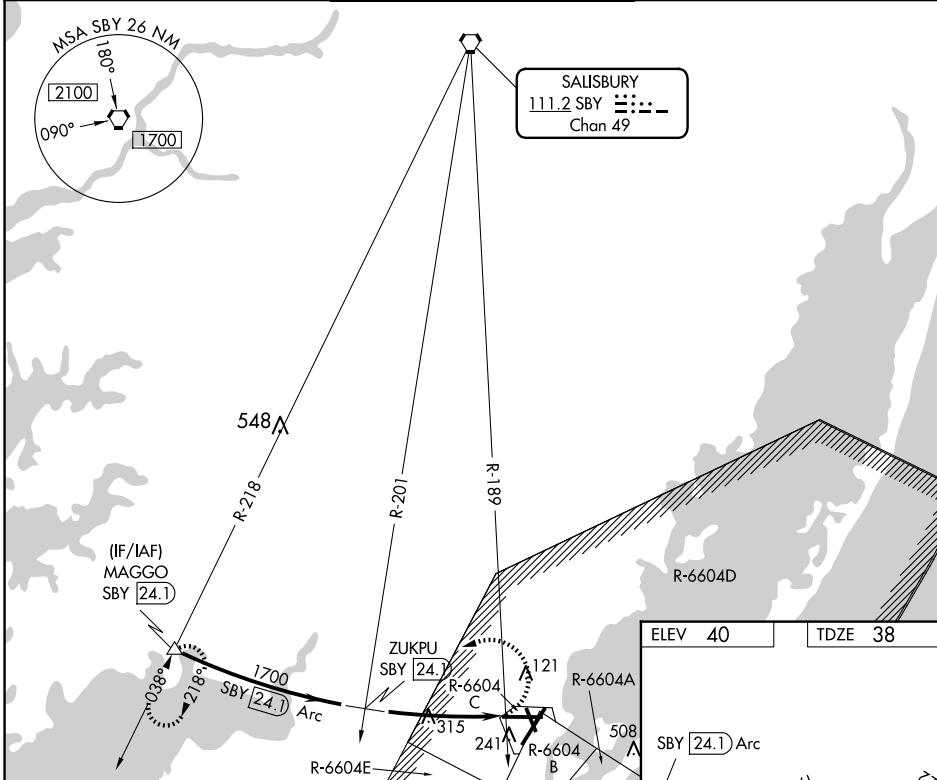 MSA SBY 26 NM
180°
2100
090°
1700
SALISBURY
111.2 SBY
Chan 49
548
R-218
R-201
R-189
(IF/IAF)
MAGGO
SBY 24.1
R-6604D
ELEV 40
TDZE 38
ZUKPU
SBY 24.1
1700
SBY 24.1 Arc
038°
218°
R-6604
C
121
R-6604A
315
241
R-6604
B
508
R-6604E
SBY 24.1 Arc